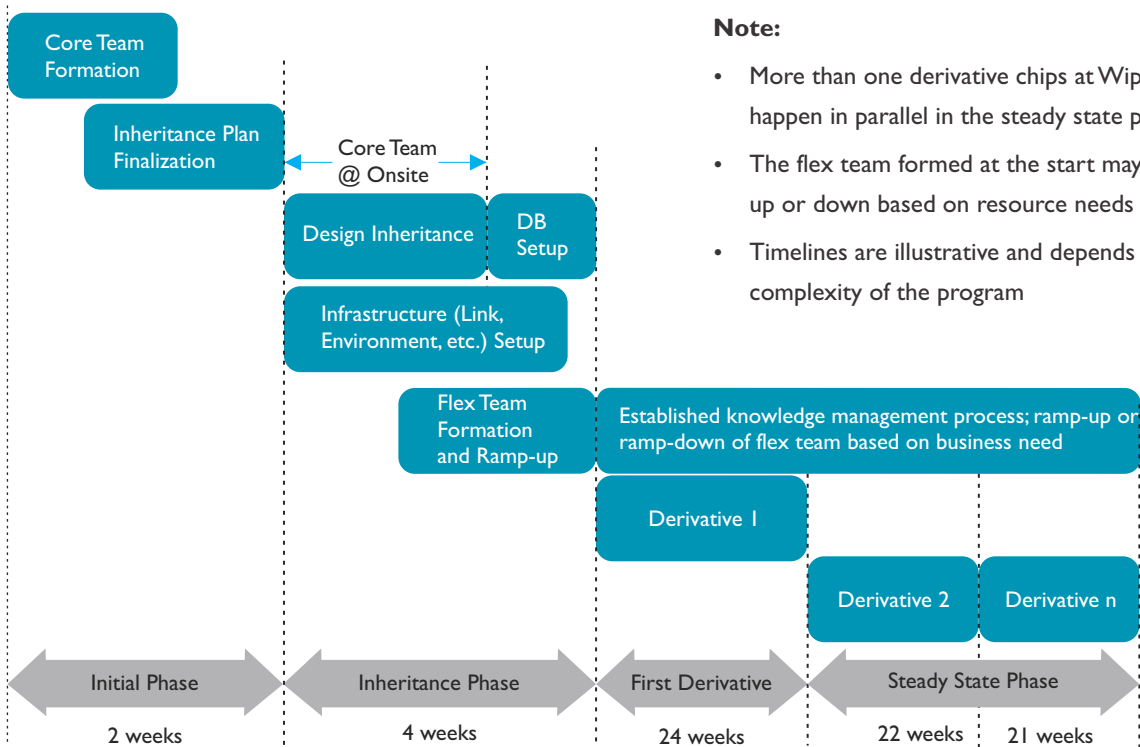 Core Team
Formation
Note:
• More than one derivative chips at Wip
happen in parallel in the steady state p
• The flex team formed at the start may
up or down based on resource needs
• Timelines are illustrative and depends
complexity of the program
Inheritance Plan
Finalization
Core Team
@ Onsite
Design Inheritance
DB
Setup
Infrastructure (Link,
Environment, etc.) Setup
Flex Team
Formation
and Ramp-up
Established knowledge management process; ramp-up or
ramp-down of flex team based on business need
Derivative 1
Derivative 2
Derivative n
Initial Phase
Inheritance Phase
First Derivative
Steady State Phase
2 weeks
4 weeks
24 weeks
22 weeks
21 weeks